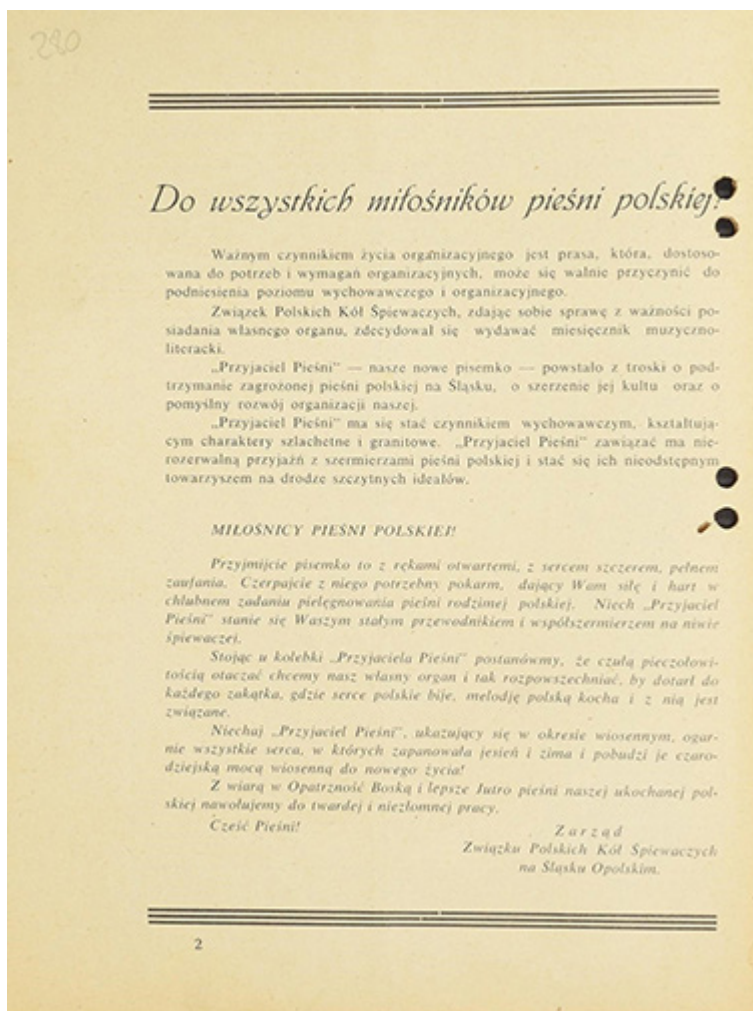 280
Do wszystkich miłośników pieśni polskiej!
Ważnym czynnikiem życia organizacyjnego jest prasa, która, dostoso-
wana do potrzeb i wymagań organizacyjnych, może się walnie przyczynić do
podniesienia poziomu wychowawczego i organizacyjnego.
Związek Polskich Kół Śpiewaczych, zdając sobie sprawę z ważności po-
siadania własnego organu, zdecydował się wydawać miesięcznik muzyczno-
literacki.
„Przyjaciel Pieśni” — nasze nowe pisemko — powstało z troski o pod-
trzymanie zagrożonej pieśni polskiej na Śląsku, o szerzenie jej kultu oraz o
pomyślny rozwój organizacji naszej.
„Przyjaciel Pieśni” ma się stać czynnikiem wychowawczym, kształtują-
cym charaktery szlachetne i granitowe. „Przyjaciel Pieśni” zawiązać ma nie-
rozerwalną przyjaźń z szermierzami pieśni polskiej i stać się ich nieodstępnym
towarzyszem na drodze szczytnych ideałów.
MIŁOŚNICY PIEŚNI POLSKIEJ!
Przyjmijcie pisemko to z rękami otwartemi, z sercem szczerem, pełnem
zaufania. Czerpajcie z niego potrzebny pokarm, dający Wam siłę i hart w
chlubnem zadaniu pielęgnowania pieśni rodzimej polskiej. Niech „Przyjaciel
Pieśni” stanie się Waszym stałym przewodnikiem i współszermierzem na niwie
śpiewaczej.
Stojąc u kolebki „Przyjaciela Pieśni” postanówmy, że czułą pieczołowi-
tością otaczać chcemy nasz własny organ i tak rozpowszechniać, by dotarł do
każdego zakątka, gdzie serce polskie bije, melodję polską kocha i z nią jest
związane.
Niechaj „Przyjaciel Pieśni”, ukazujący się w okresie wiosennym, ogar-
nie wszystkie serca, w których zapanowała jesień i zima i pobudzi je czaro-
dziejską mocą wiosenną do nowego życia!
Z wiarą w Opatrzność Boską i lepsze Jutro pieśni naszej ukochanej pol-
skiej nawołujemy do twardej i niezłomnej pracy.
Cześć Pieśni!
Zarząd
Związku Polskich Kół Śpiewaczych
na Śląsku Opolskim.
2